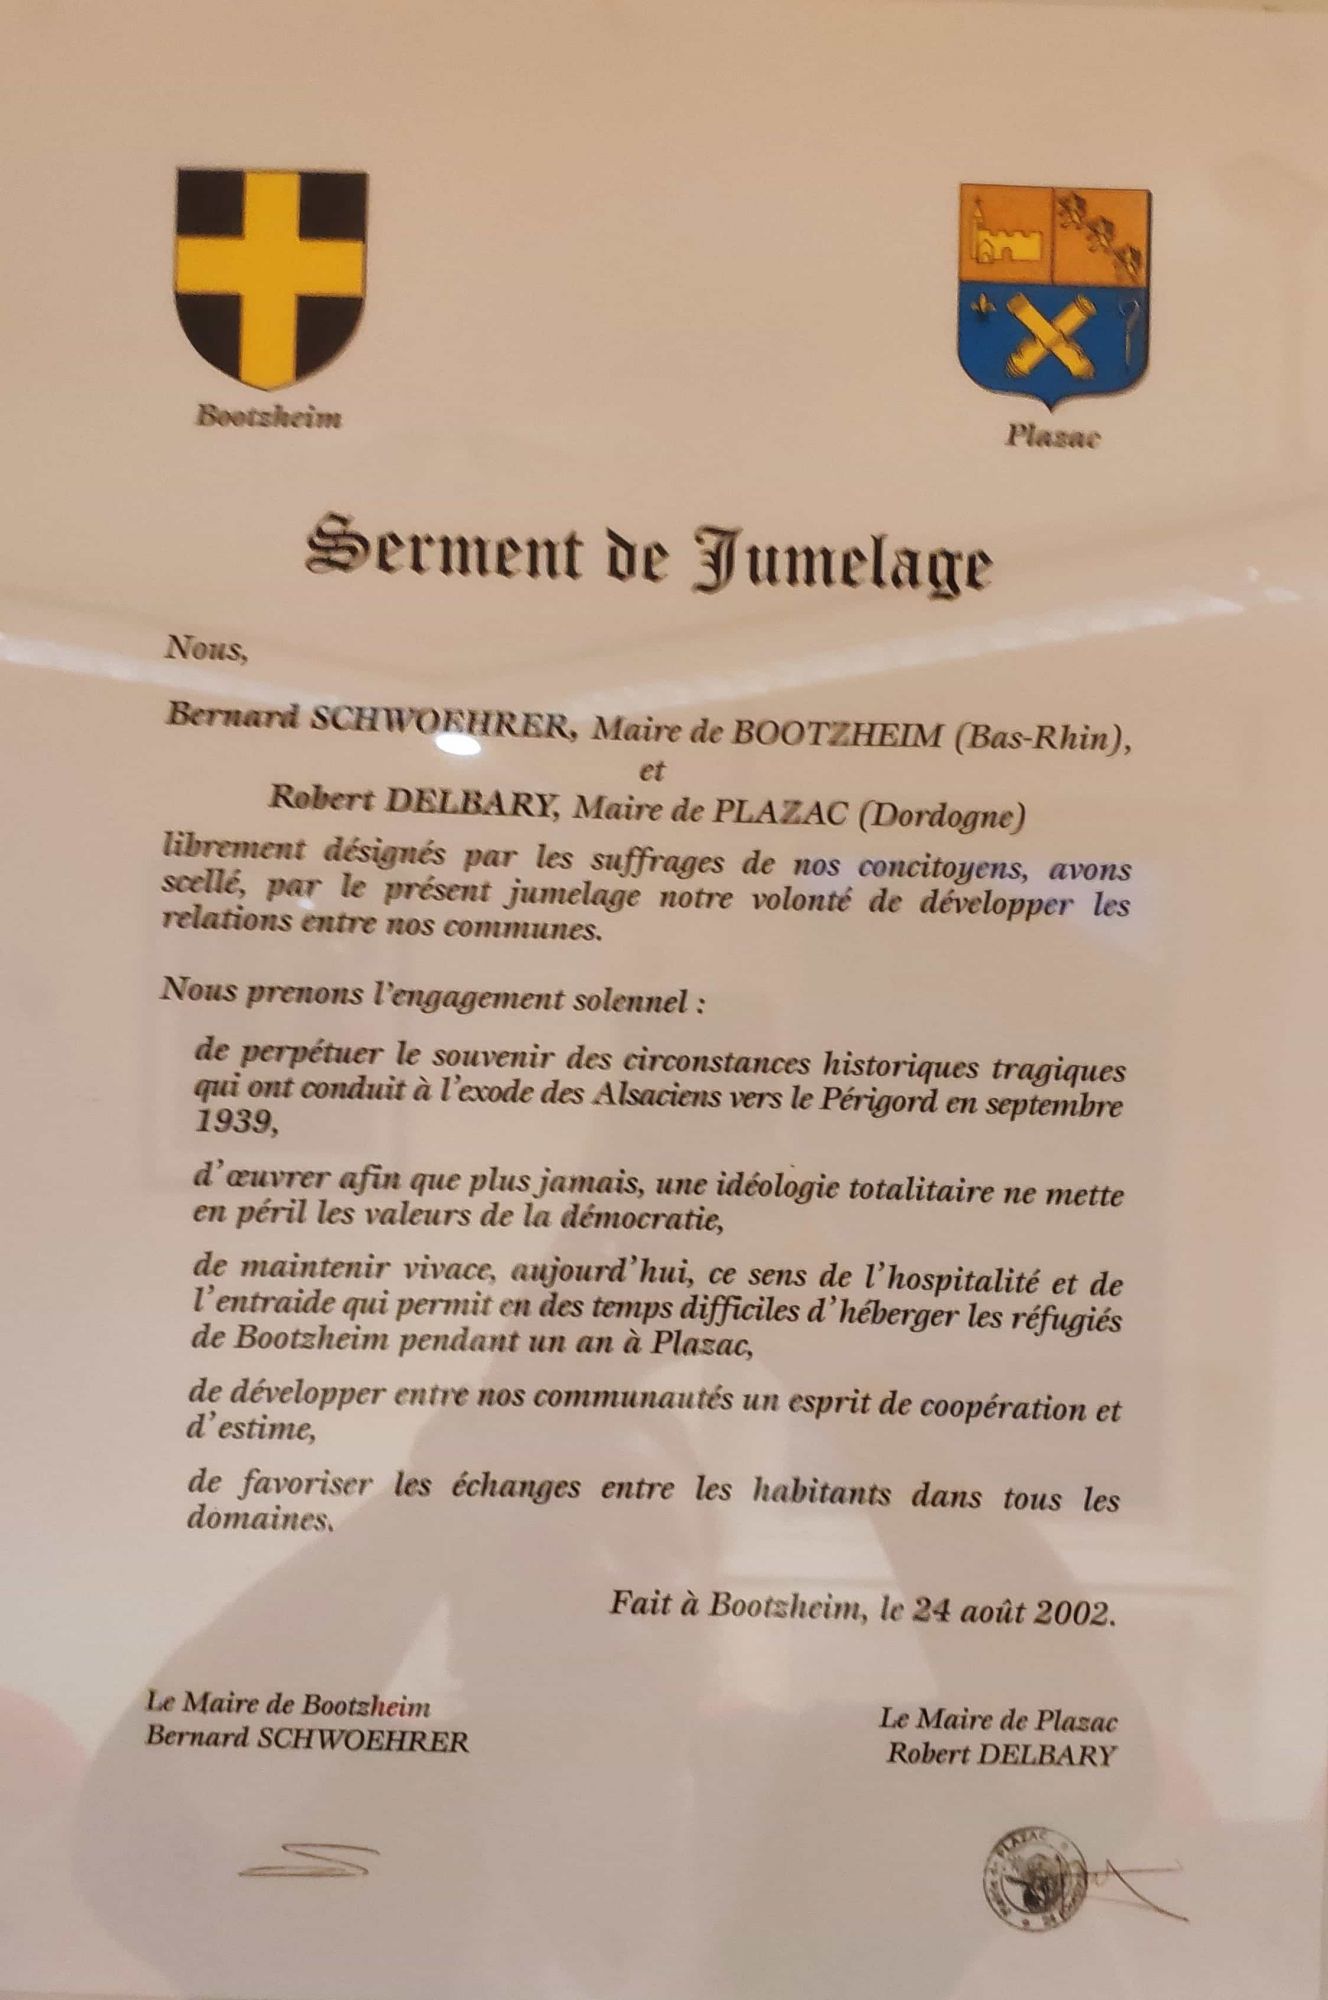 Bootzheim
Plazac
Serment de Jumelage
Nous,
Bernard SCHWOEHRER, Maire de BOOTZHEIM (Bas-Rhin),
et
Robert DELBARY, Maire de PLAZAC (Dordogne)
librement désignés par les suffrages de nos concitoyens, avons
scellé, par le présent jumelage notre volonté de développer les
relations entre nos communes.
Nous prenons l'engagement solennel :
de perpétuer le souvenir des circonstances historiques tragiques
qui ont conduit à l'exode des Alsaciens vers le Périgord en septembre
1939,
d'œuvrer afin que plus jamais, une idéologie totalitaire ne mette
en péril les valeurs de la démocratie,
de maintenir vivace, aujourd'hui, ce sens de l'hospitalité et de
l'entraide qui permit en des temps difficiles d'héberger les réfugiés
de Bootzheim pendant un an à Plazac,
de développer entre nos communautés un esprit de coopération et
d'estime,
de favoriser les échanges entre les habitants dans tous les
domaines.
Fait à Bootzheim, le 24 août 2002.
Le Maire de Bootzheim
Bernard SCHWOEHRER
Le Maire de Plazac
Robert DELBARY
PLAZAC